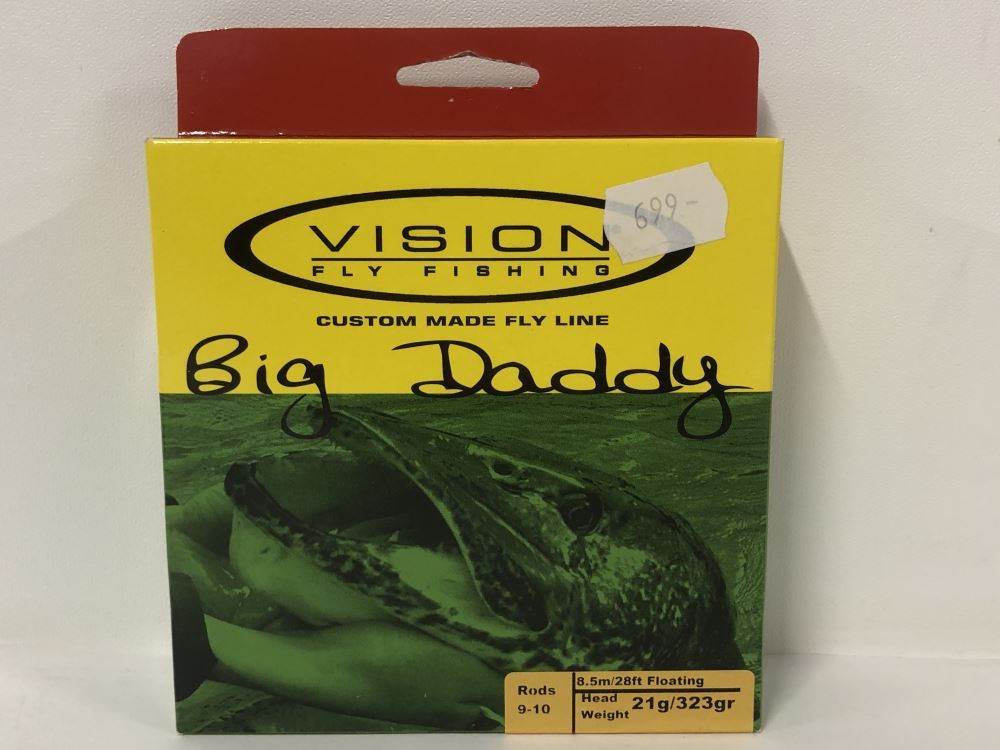 699-
VISION
FLY FISHING
CUSTOM MADE FLY LINE
Big Daddy
Rods
9-10
8.5m/28ft Floating
Head
Weight
21g/323gr